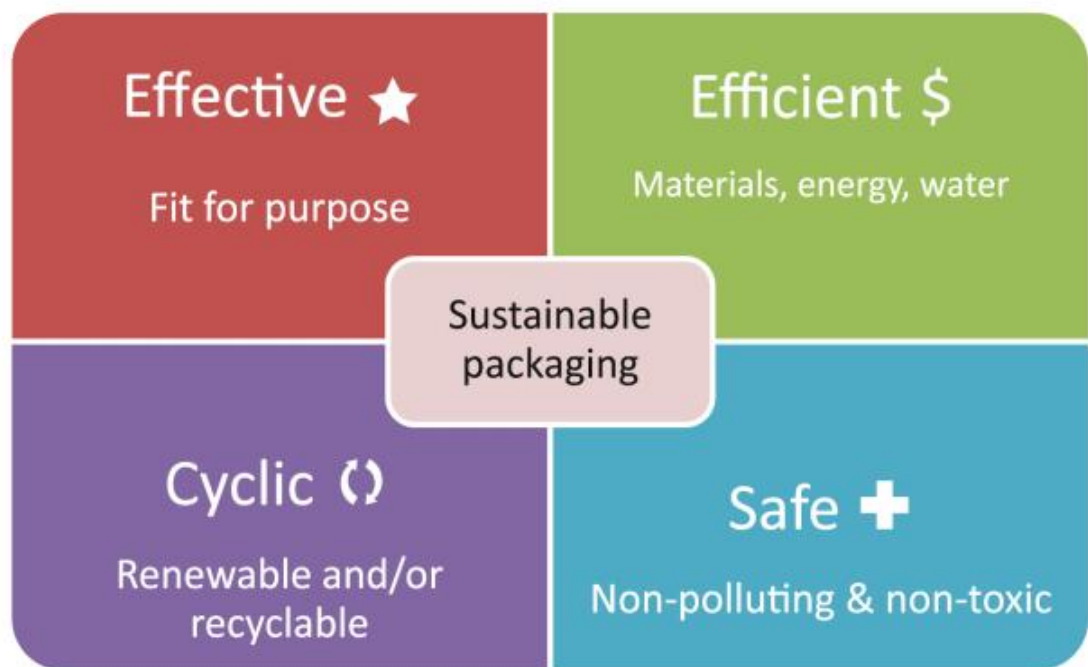 Effective ★
Fit for purpose
Efficient $
Materials, energy, water
Sustainable
packaging
Cyclic
Renewable and/or
recyclable
Safe
Non-polluting & non-toxic